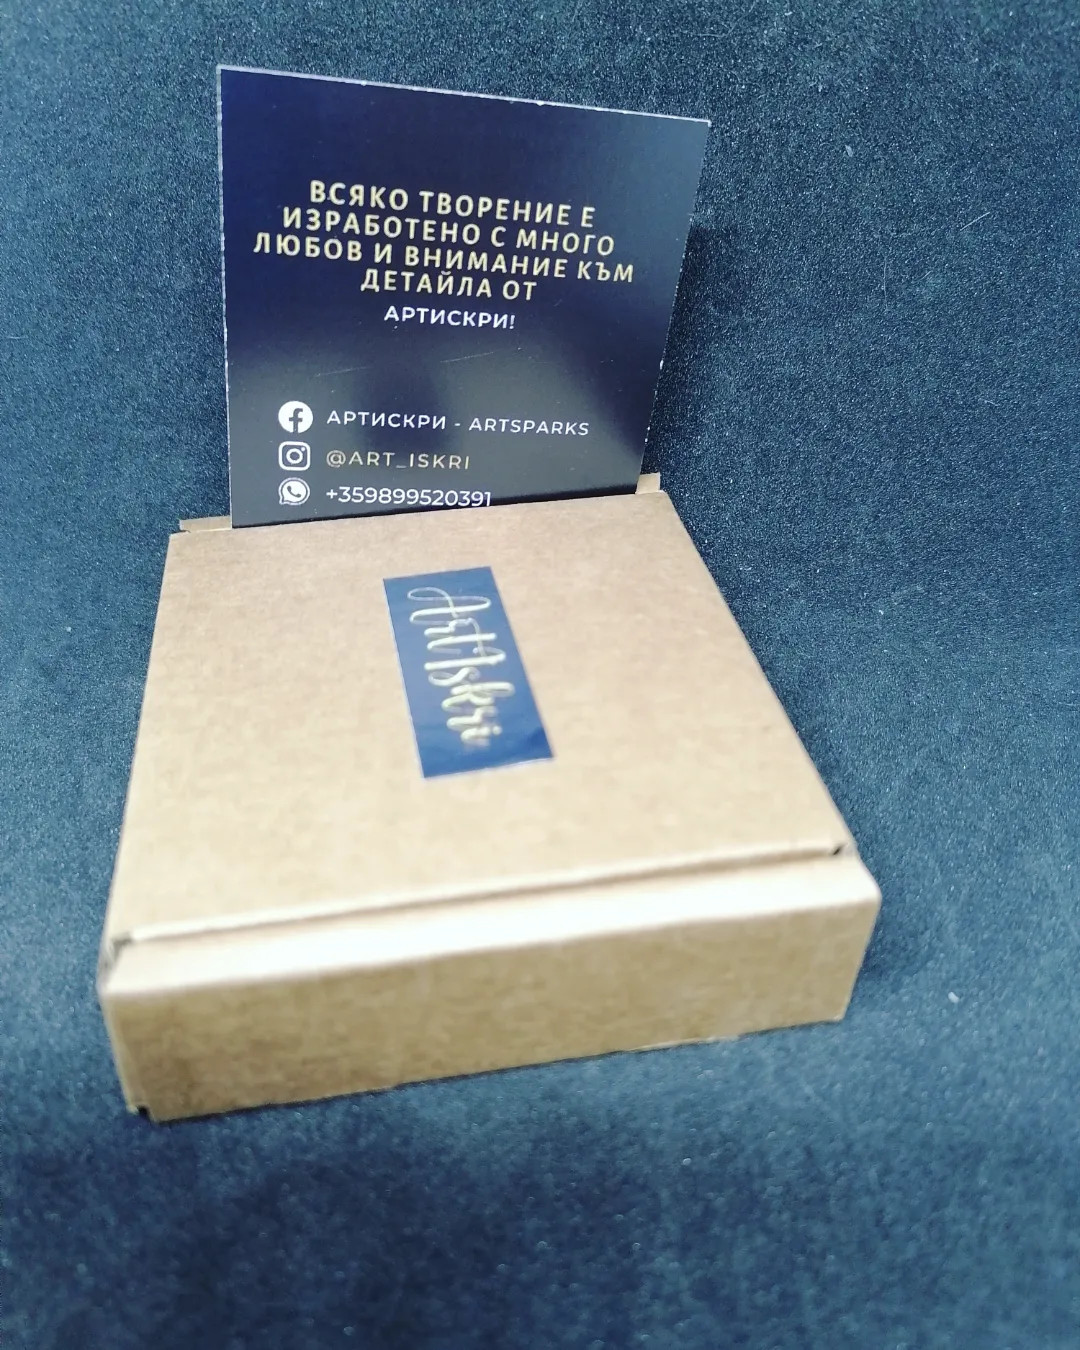 ВСЯКО ТВОРЕНИЕ Е
ИЗРАБОТЕНО С МНОГО
ЛЮБОВ И ВНИМАНИЕ КЪМ
ДЕТАЙЛА ОТ
АРТИСКРИ!
АРТИСКРИ - ARTSPARKS
@ART_ISKRI
+359899520391
ArtIskri